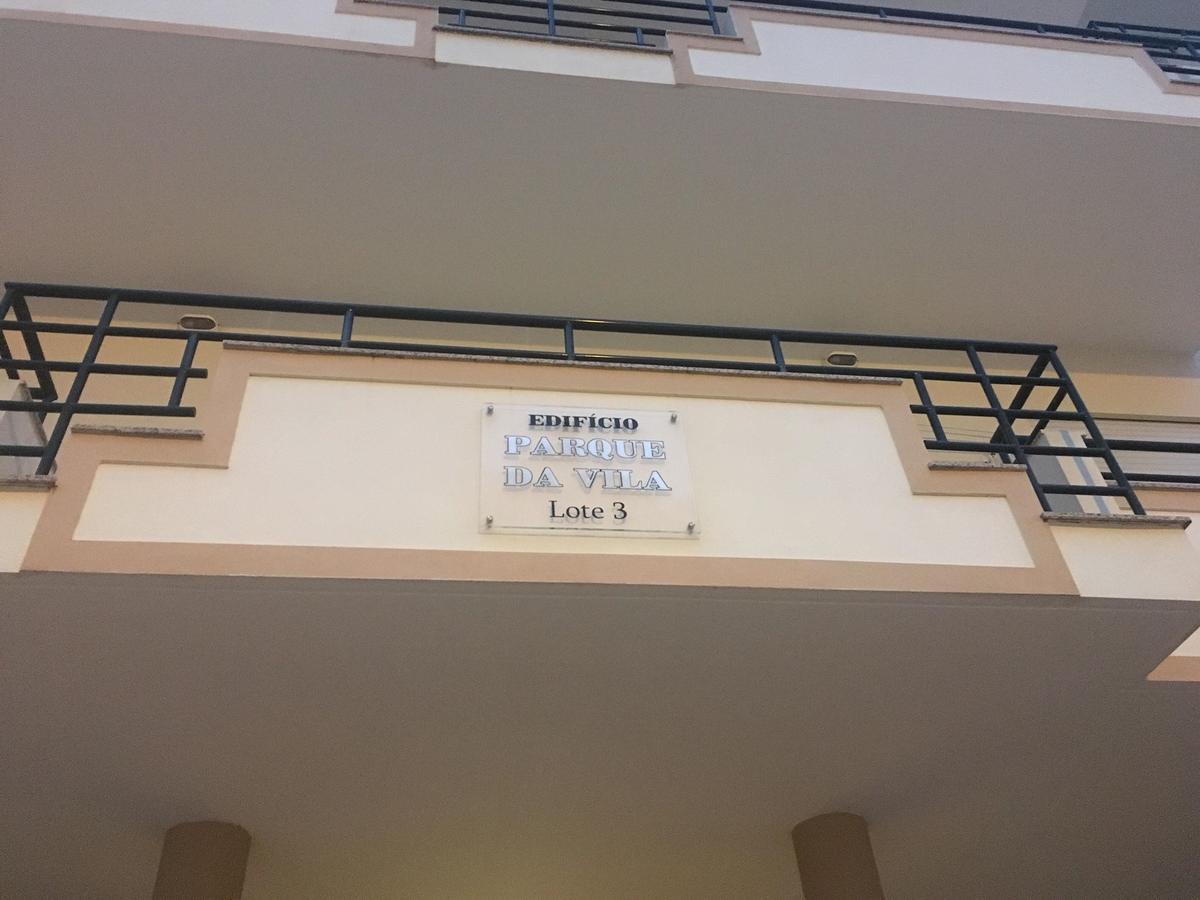 EDIFÍCIO
PARQUE
DA VILA
Lote 3